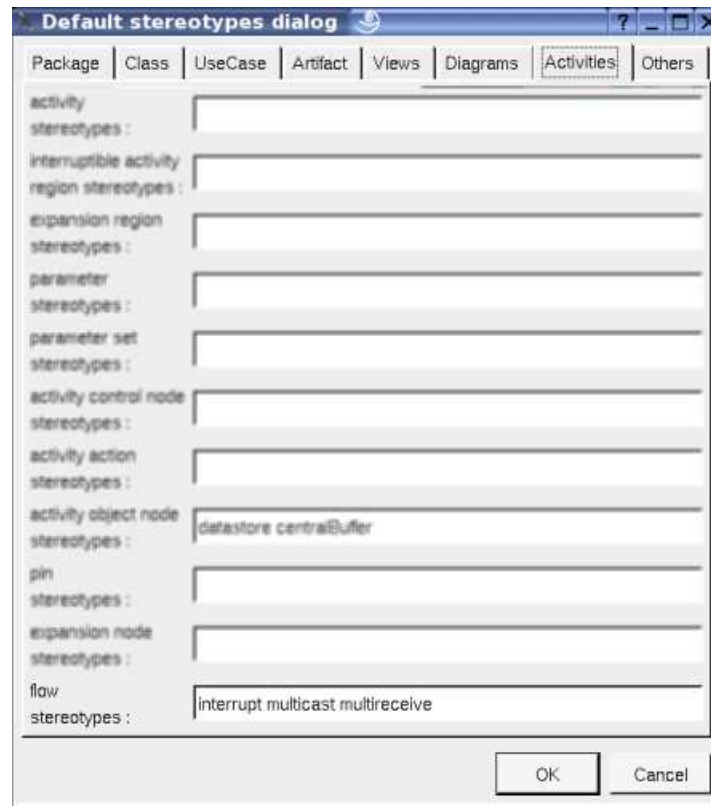 Default stereotypes dialog
Package Class UseCase Artifact Views Diagrams Activities Others
activity
stereotypes :
interruptible activity
region stereotypes :
expansion region
stereotypes :
parameter
stereotypes :
parameter set
stereotypes :
activity control node
stereotypes :
activity action
stereotypes :
activity object node
stereotypes :
datastore centralBuffer
pin
stereotypes :
expansion node
stereotypes :
flow
stereotypes :
interrupt multicast multireceive
OK Cancel